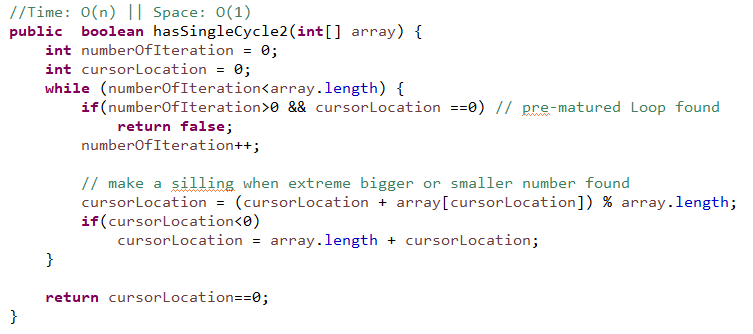 //Time: O(n) || Space: O(1)
public  boolean hasSingleCycle2(int[] array) {
    int numberOfIteration = 0;
    int cursorLocation = 0;
    while (numberOfIteration<array.length) {
        if(numberOfIteration>0 && cursorLocation ==0) // pre-matured Loop found
            return false;
        numberOfIteration++;

        // make a silling when extreme bigger or smaller number found
        cursorLocation = (cursorLocation + array[cursorLocation]) % array.length;
        if(cursorLocation<0)
            cursorLocation = array.length + cursorLocation;
    }

    return cursorLocation==0;
}